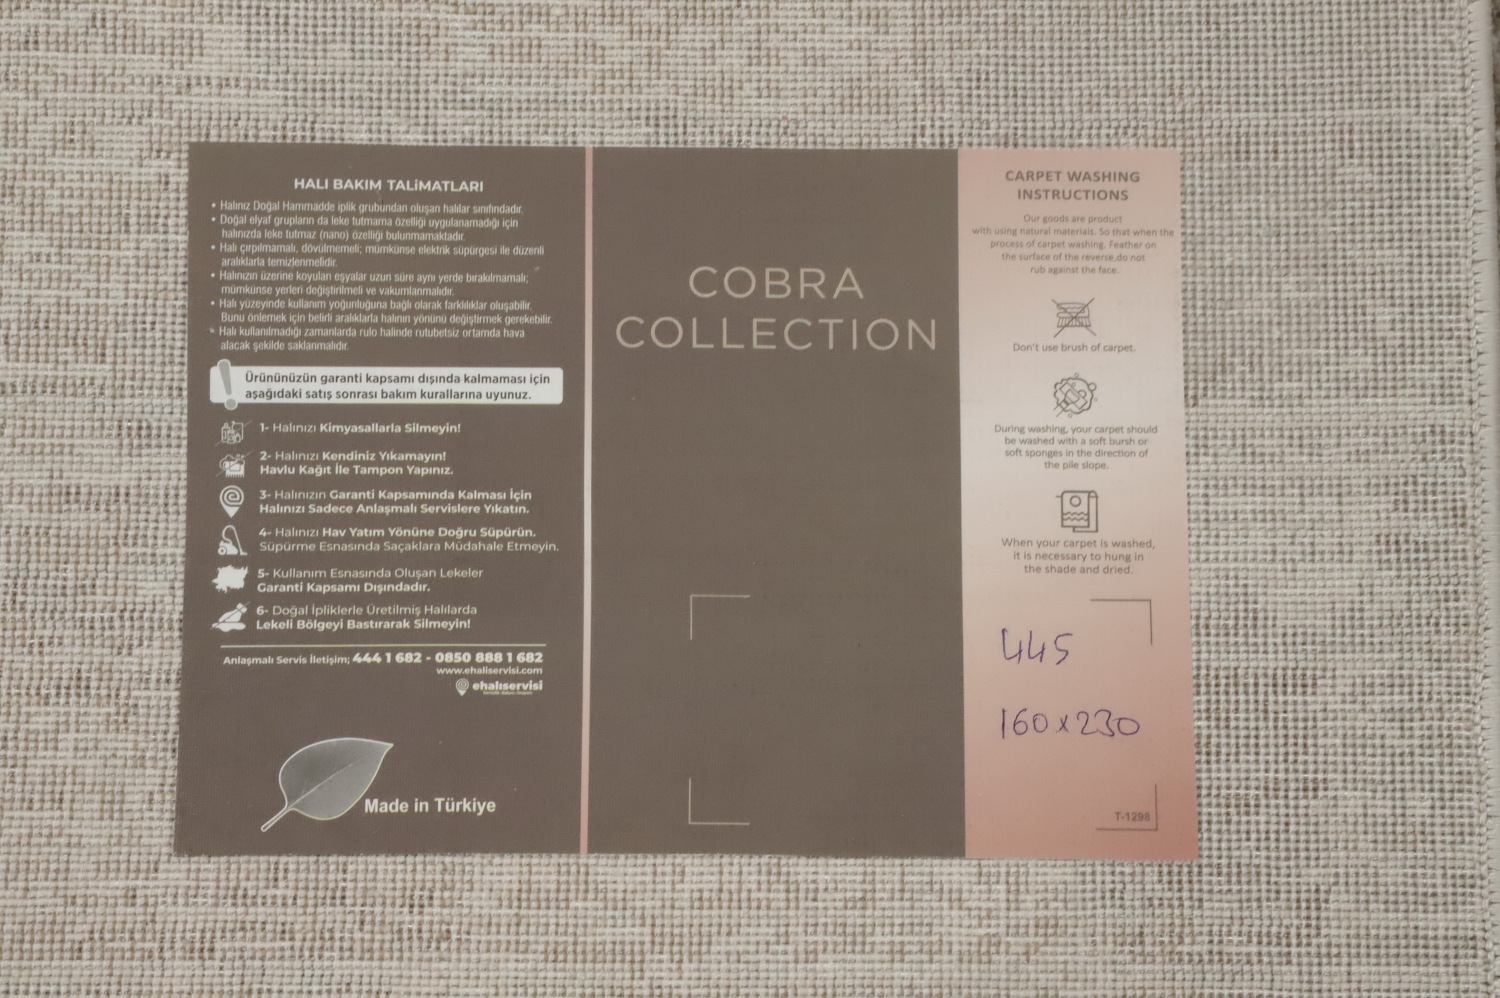 HALI BAKIM TALİMATLARI
• Halınız Doğal Hammadde iplik grubundan oluşan halılar sınıfındadır.
• Doğal elyaf grupların da leke tutmama özelliği uygulanamadığı için
halınızda leke tutmaz (nano) özelliği bulunmamaktadır.
• Halı çırpılmamalı, dövülmemeli; mümkünse elektrik süpürgesi ile düzenli
aralıklarla temizlenmelidir.
• Halınızın üzerine koyulan eşyalar uzun süre aynı yerde bırakılmamalı;
mümkünse yerleri değiştirilmeli ve vakumlanmalıdır.
• Halı yüzeyinde kullanım yoğunluğuna bağlı olarak farklılıklar oluşabilir.
Bunu önlemek için belirli aralıklarla halının yönünü değiştirmek gerekebilir.
• Halı kullanılmadığı zamanlarda rulo halinde rutubetsiz ortamda hava
alacak şekilde saklanmalıdır.
Ürününüzün garanti kapsamı dışında kalmaması için
aşağıdaki satış sonrası bakım kurallarına uyunuz.
1- Halınızı Kimyasallarla Silmeyin!
2- Halınızı Kendiniz Yıkamayın!
Havlu Kağıt İle Tampon Yapınız.
3- Halınızın Garanti Kapsamında Kalması İçin
Halınızı Sadece Anlaşmalı Servislere Yıkatın.
4- Halınızı Hav Yatım Yönüne Doğru Süpürün.
Süpürme Esnasında Saçaklara Müdahale Etmeyin.
5- Kullanım Esnasında Oluşan Lekeler
Garanti Kapsamı Dışındadır.
6- Doğal İpliklerle Üretilmiş Halılarda
Lekeli Bölgeyi Bastırarak Silmeyin!
Anlaşmalı Servis İletişim; 444 1 682 - 0850 888 1 682
www.ehaliservisi.com
ehalıservisi
Made in Türkiye
COBRA
COLLECTION
CARPET WASHING
INSTRUCTIONS
Our goods are product
with using natural materials. So that when the
process of carpet washing. Feather on
the surface of the reverse,do not
rub against the face.
Don't use brush of carpet.
During washing, your carpet should
be washed with a soft bursh or
soft sponges in the direction of
the pile slope.
When your carpet is washed,
it is necessary to hung in
the shade and dried.
445
160x230
T-1298